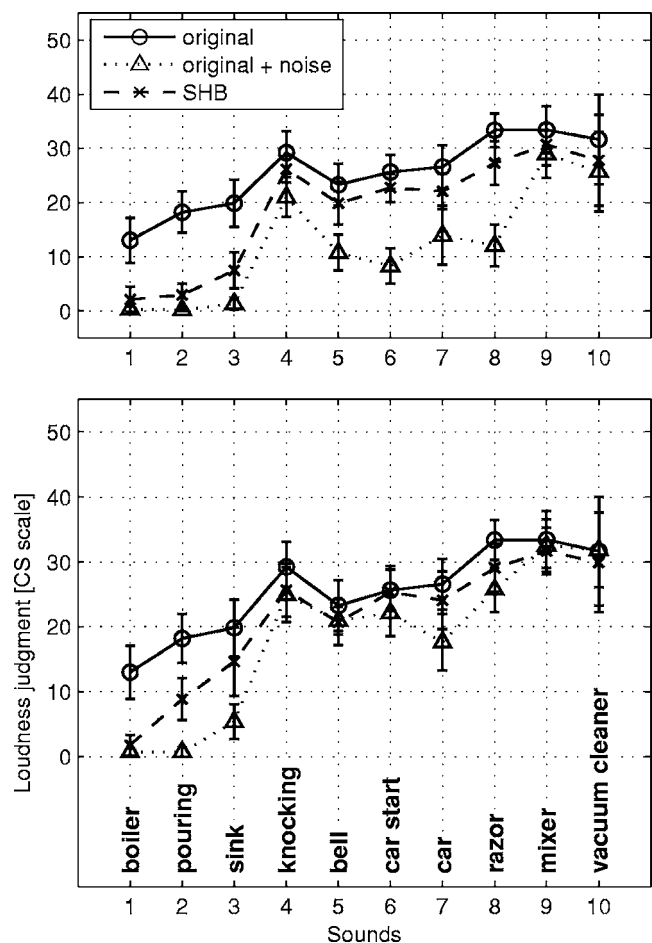 50
40
30
20
10
0
original
original + noise
SHB
1 2 3 4 5 6 7 8 9 10
Loudness judgment [CS scale]
50
40
30
20
10
0
boiler
pouring
sink
knocking
bell
car start
car
razor
mixer
vacuum cleaner
1 2 3 4 5 6 7 8 9 10
Sounds